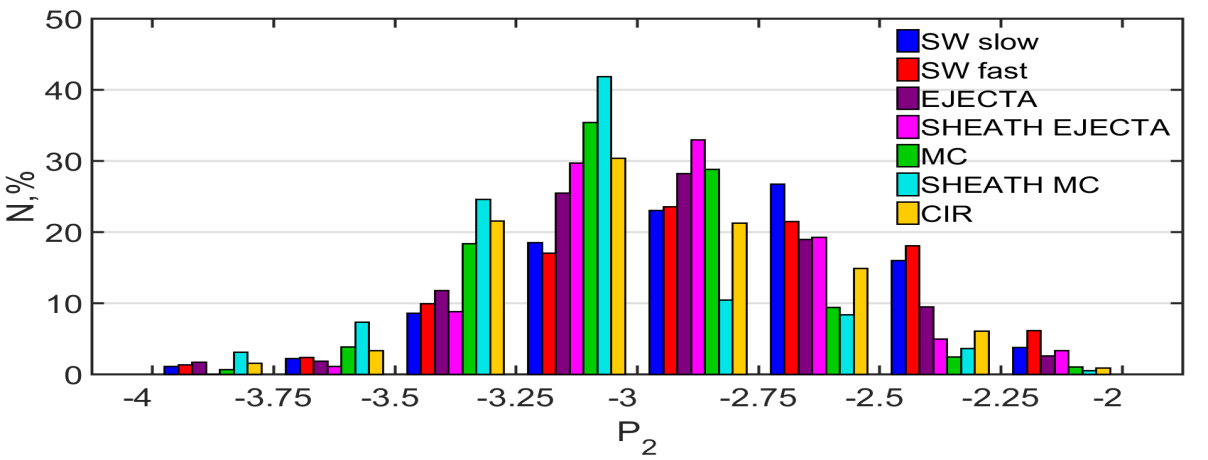 50
40
30
20
10
0
N,%
SW slow
SW fast
EJECTA
SHEATH EJECTA
MC
SHEATH MC
CIR
-4 -3.75 -3.5 -3.25 -3 -2.75 -2.5 -2.25 -2
P2